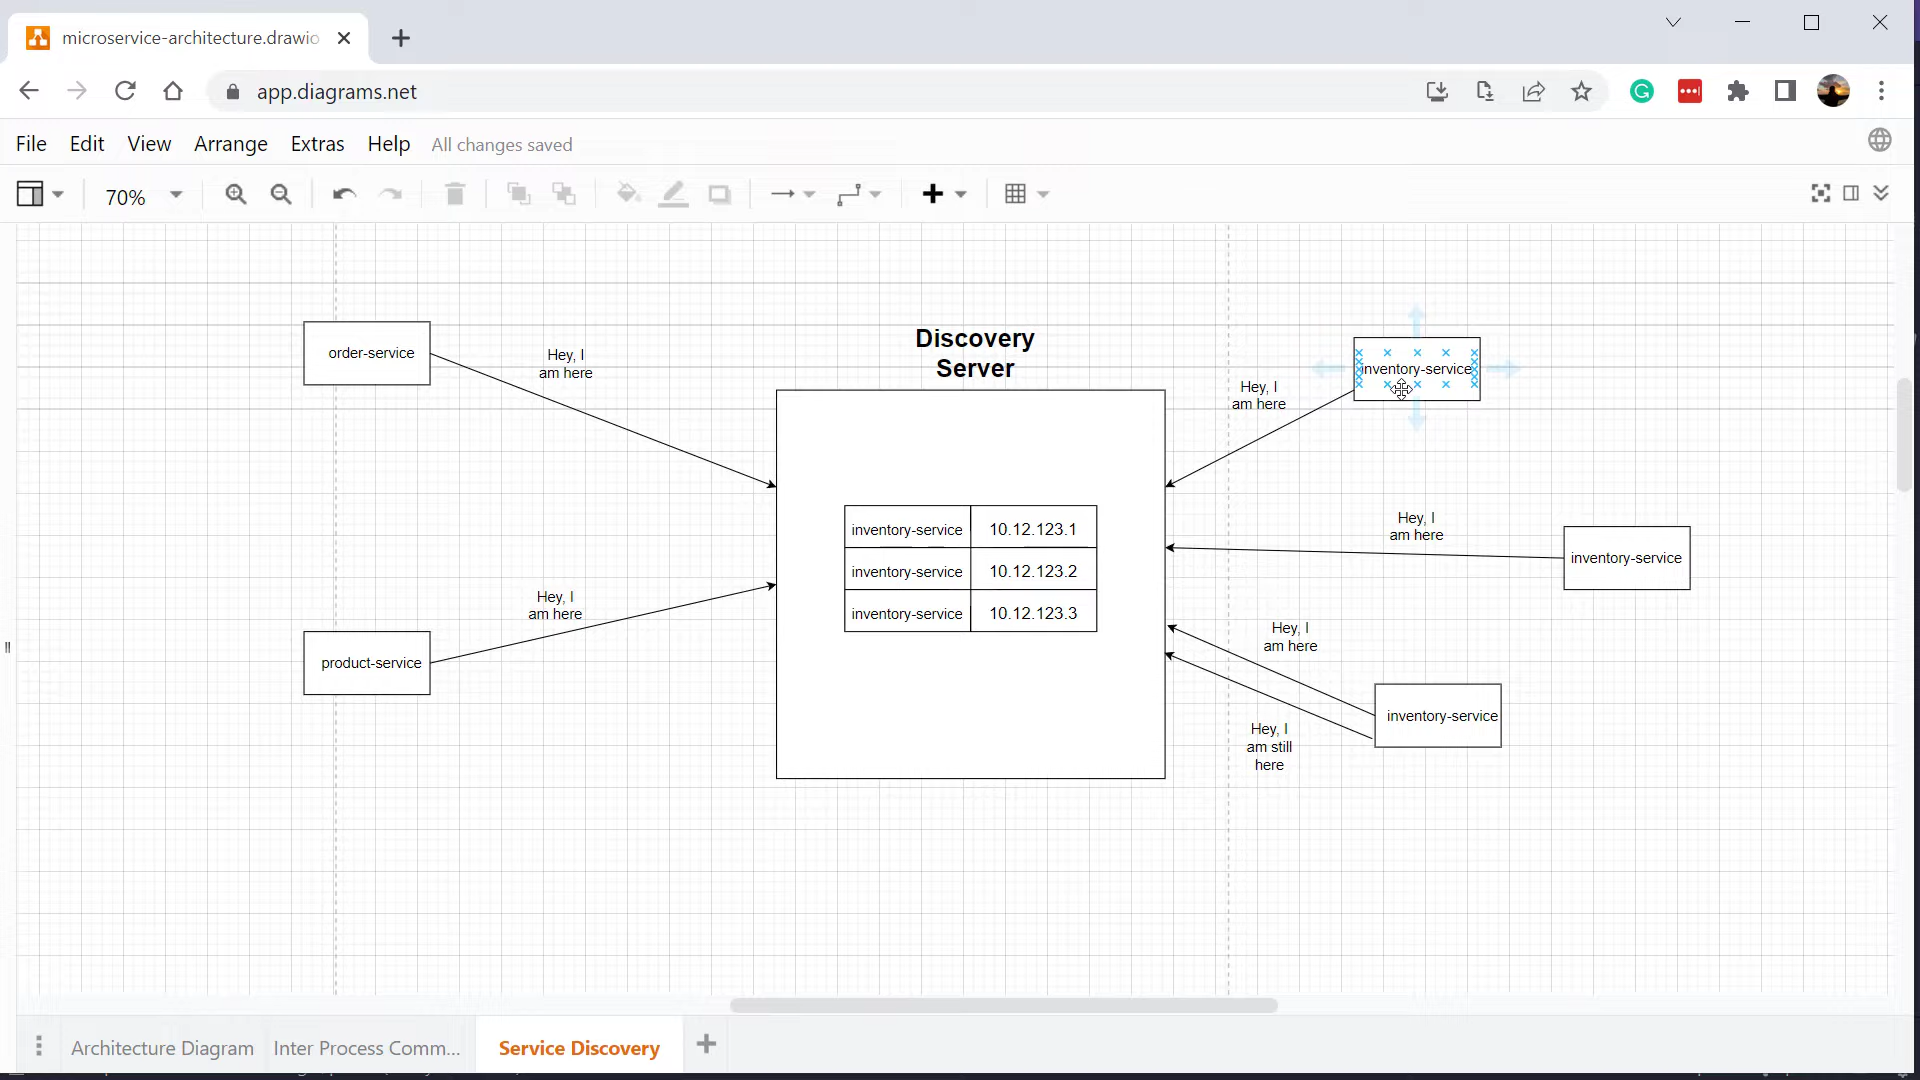 microservice-architecture.drawio
app.diagrams.net
File Edit View Arrange Extras Help All changes saved
70%
Discovery
Server
order-service
Hey, I
am here
inventory-service
Hey, I
am here
inventory-service 10.12.123.1
inventory-service 10.12.123.2
inventory-service 10.12.123.3
Hey, I
am here
inventory-service
Hey, I
am here
product-service
Hey, I
am here
inventory-service
Hey, I
am still
here
Architecture Diagram Inter Process Comm... Service Discovery